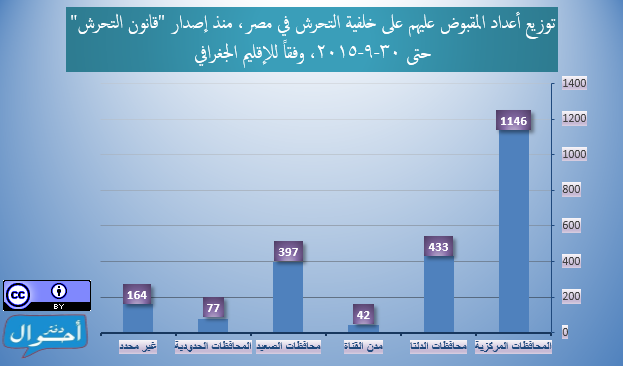 توزيع أعداد المقبوض عليهم على خلفية التحرش في مصر، منذ إصدار "قانون التحرش"
حتى ٣٠-٩-٢٠١٥، وفقاً للإقليم الجغرافي
1400
1200
1000
800
600
400
200
0
1146
433
42
397
77
164
المحافظات المركزية
محافظات الدلتا
مدن القناة
محافظات الصعيد
المحافظات الحدودية
غير محدد
cc
BY
دفتر
أحوال